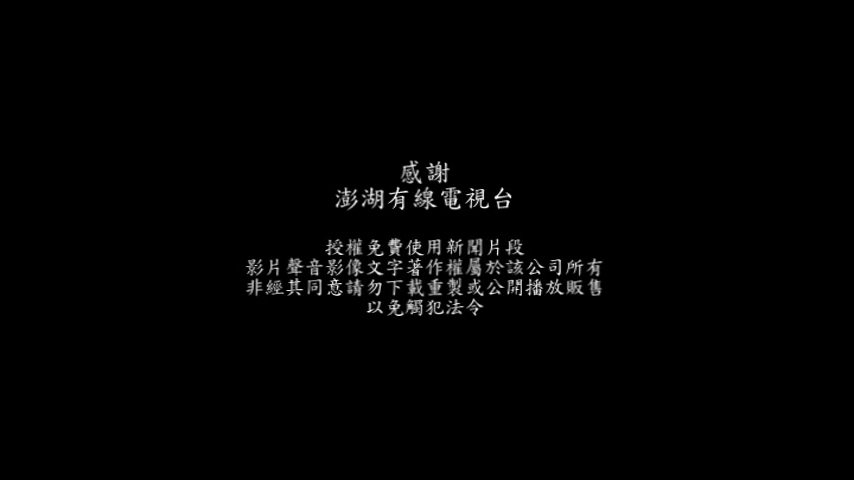 感謝
澎湖有線電視台
授權免費使用新聞片段
影片聲音影像文字著作權屬於該公司所有
非經其同意請勿下載重製或公開播放販售
以免觸犯法令